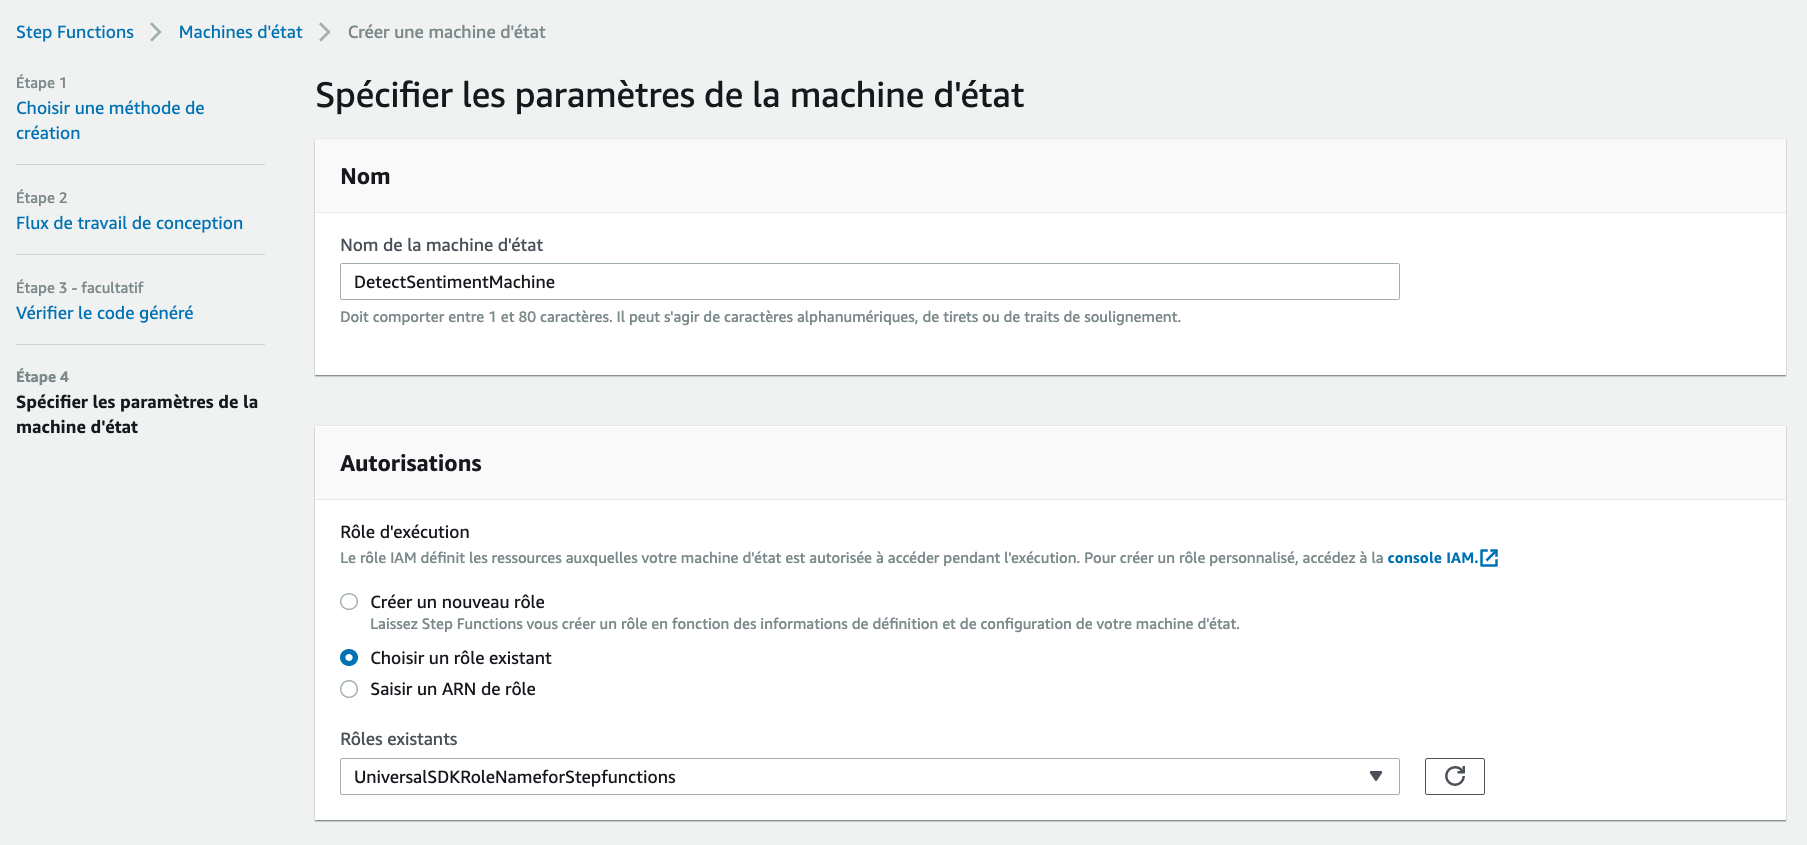 Step Functions > Machines d'état > Créer une machine d'état
Étape 1
Choisir une méthode de
création
Étape 2
Flux de travail de conception
Étape 3 - facultatif
Vérifier le code généré
Étape 4
Spécifier les paramètres de la
machine d'état
Spécifier les paramètres de la machine d'état
Nom
Nom de la machine d'état
DetectSentimentMachine
Doit comporter entre 1 et 80 caractères. Il peut s'agir de caractères alphanumériques, de tirets ou de traits de soulignement.
Autorisations
Rôle d'exécution
Le rôle IAM définit les ressources auxquelles votre machine d'état est autorisée à accéder pendant l'exécution. Pour créer un rôle personnalisé, accédez à la console IAM.
Créer un nouveau rôle
Laissez Step Functions vous créer un rôle en fonction des informations de définition et de configuration de votre machine d'état.
Choisir un rôle existant
Saisir un ARN de rôle
Rôles existants
UniversalSDKRoleNameforStepfunctions